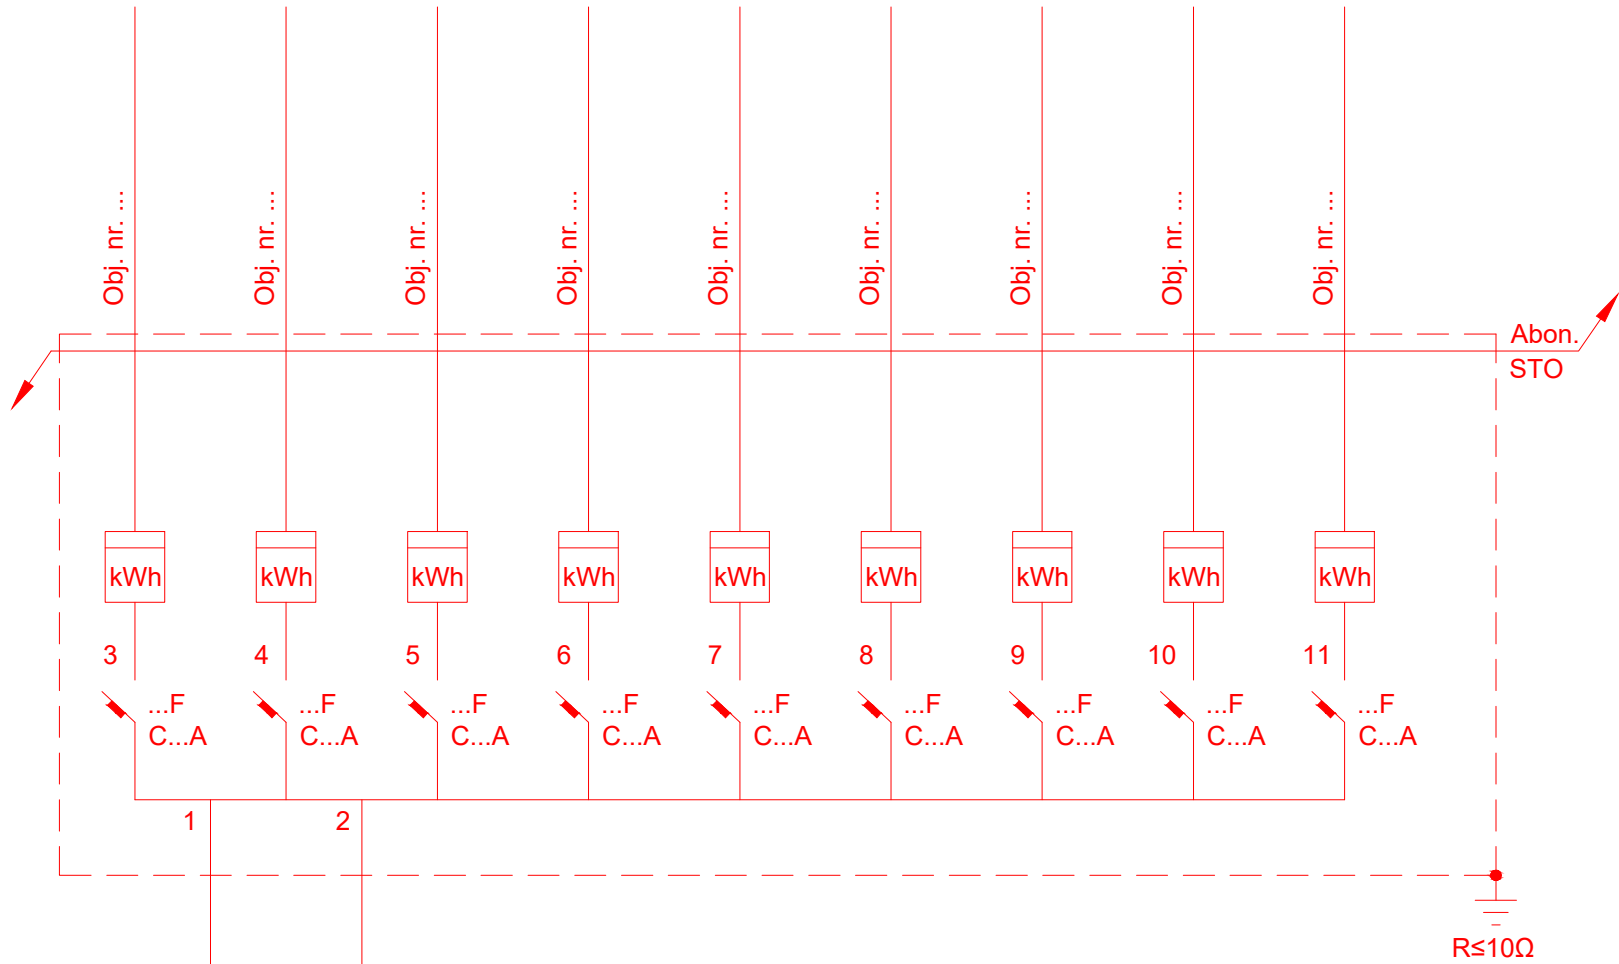 Obj. nr. ...
Obj. nr. ...
Obj. nr. ...
Obj. nr. ...
Obj. nr. ...
Obj. nr. ...
Obj. nr. ...
Obj. nr. ...
Obj. nr. ...
Abon.
STO
kWh
kWh
kWh
kWh
kWh
kWh
kWh
kWh
kWh
3
4
5
6
7
8
9
10
11
...F
C...A
...F
C...A
...F
C...A
...F
C...A
...F
C...A
...F
C...A
...F
C...A
...F
C...A
...F
C...A
1
2
R≤10Ω